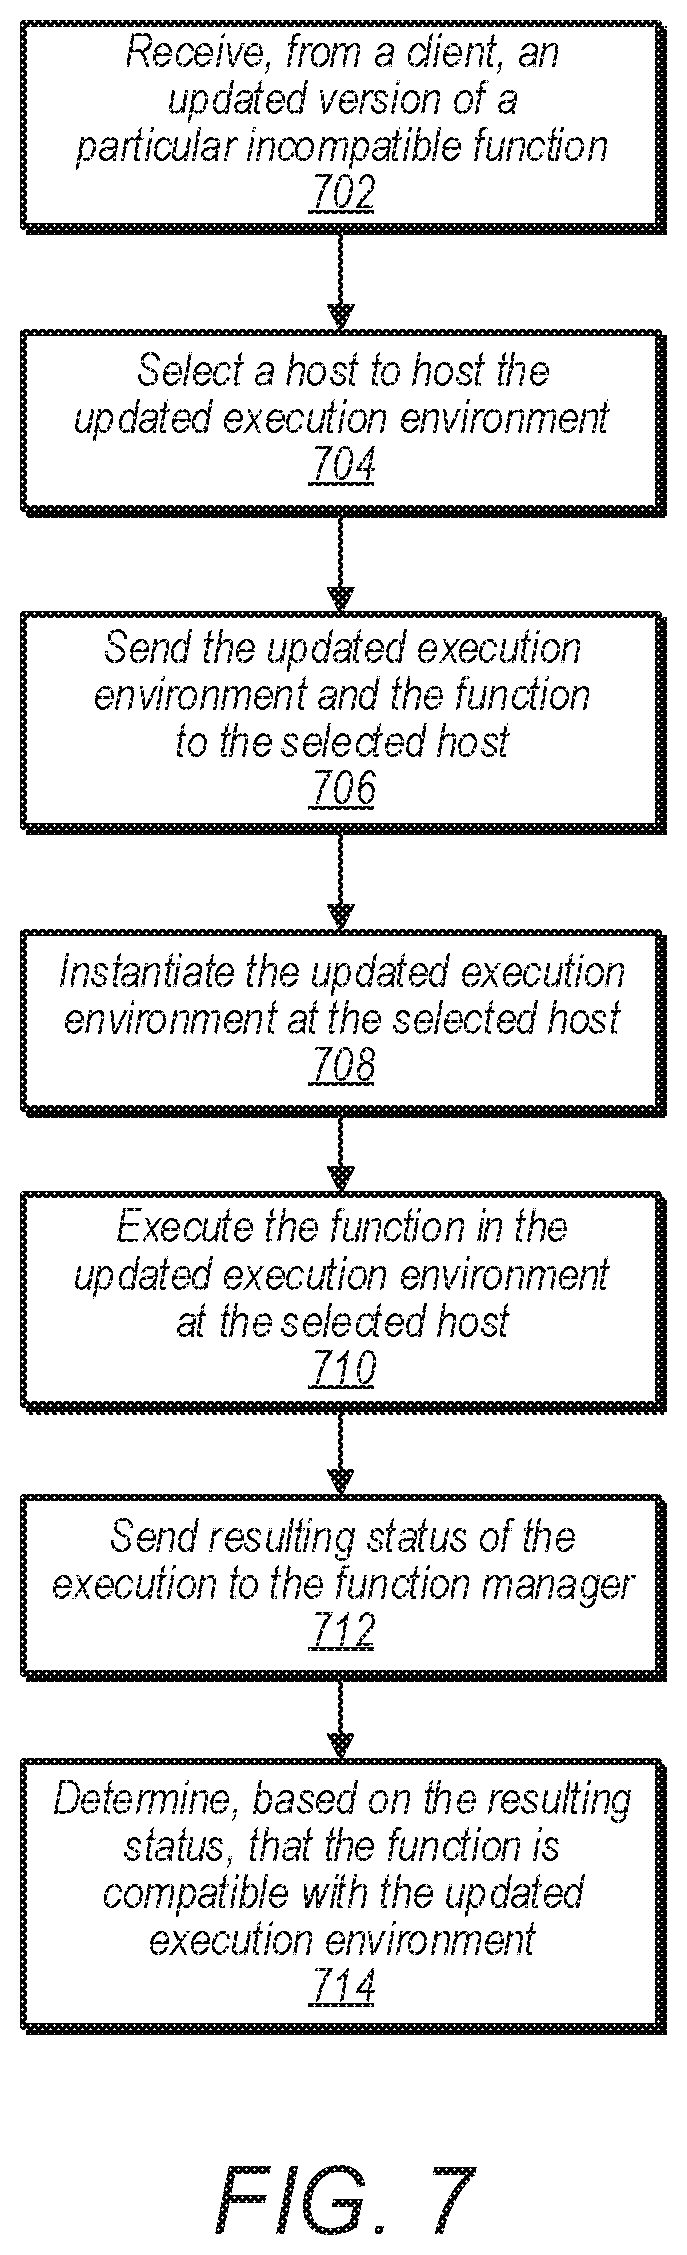 Receive, from a client, an
updated version of a
particular incompatible function
702
Select a host to host the
updated execution environment
704
Send the updated execution
environment and the function
to the selected host
706
Instantiate the updated execution
environment at the selected host
708
Execute the function in the
updated execution environment
at the selected host
710
Send resulting status of the
execution to the function manager
712
Determine, based on the resulting
status, that the function is
compatible with the updated
execution environment
714
FIG. 7